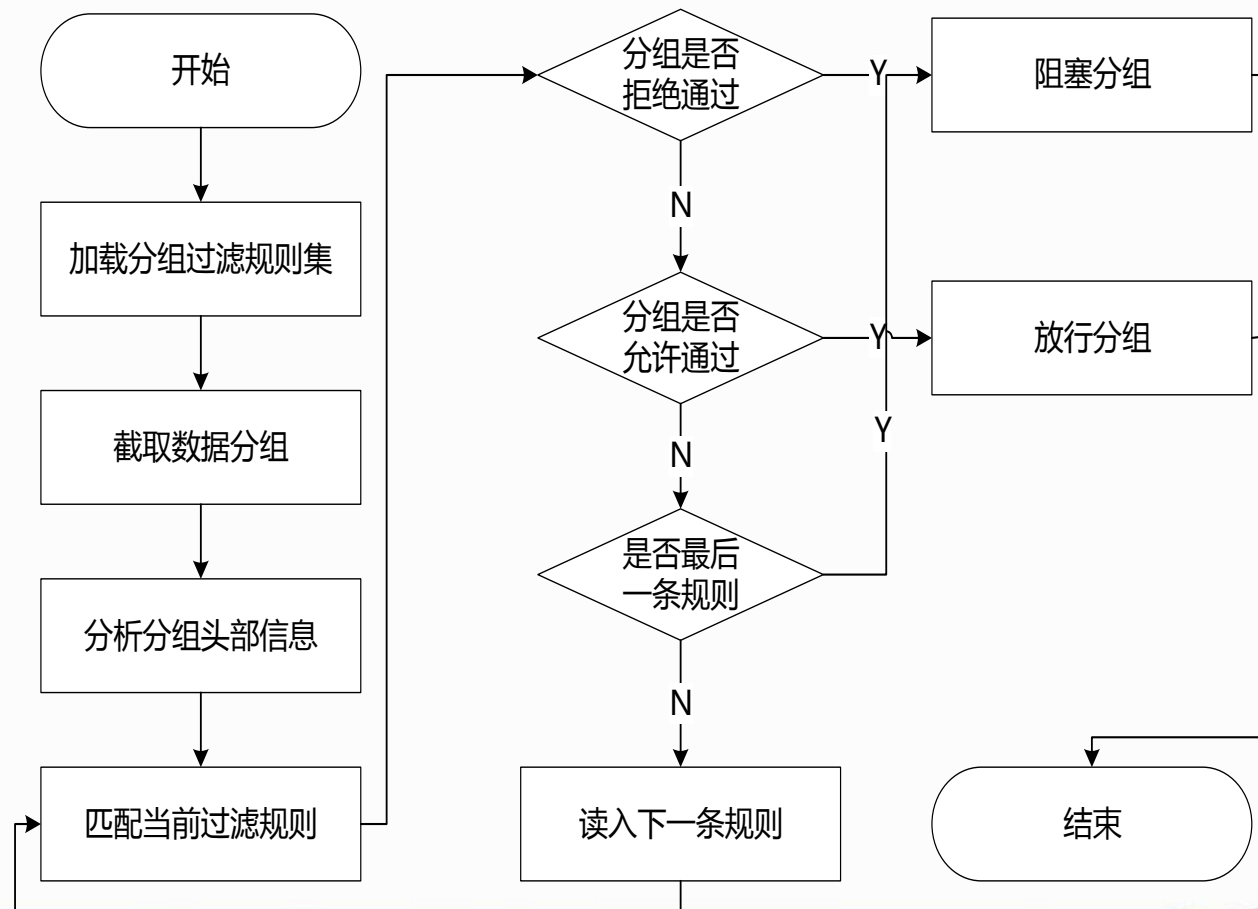 开始
加载分组过滤规则集
截取数据分组
分析分组头部信息
匹配当前过滤规则
分组是否
拒绝通过
Y
阻塞分组
N
分组是否
允许通过
Y
放行分组
N
Y
是否最后
一条规则
N
读入下一条规则
结束